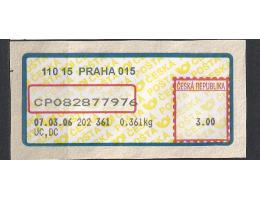 110 15 PRAHA 015
ČESKÁ REPUBLIKA
CP082877976
3.00
07.03.06 202 361 0.361kg
UC,DC